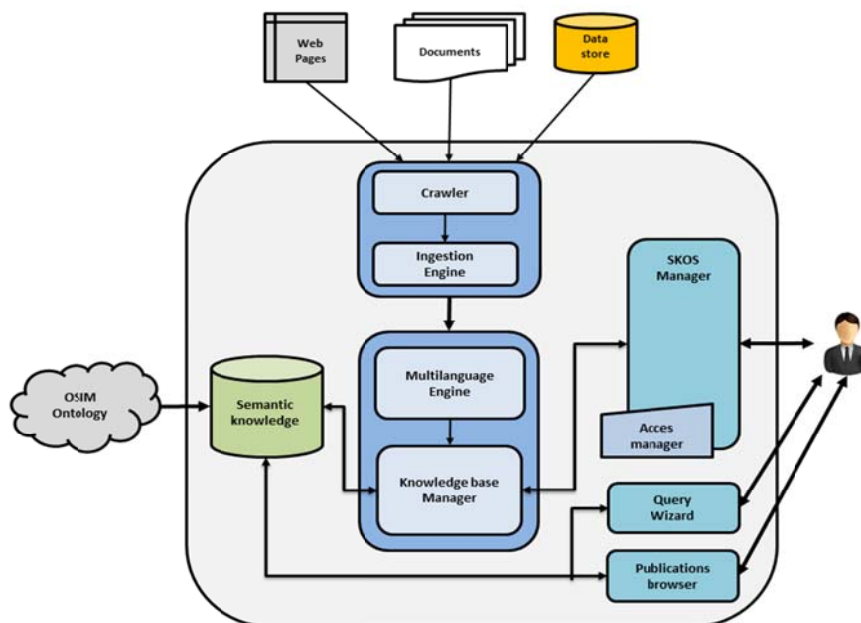 Web
Pages
Documents
Data
store
Crawler
Ingestion
Engine
SKOS
Manager
Multilanguage
Engine
OSIM
Ontology
Semantic
knowledge
Acces
manager
Knowledge base
Manager
Query
Wizard
Publications
browser